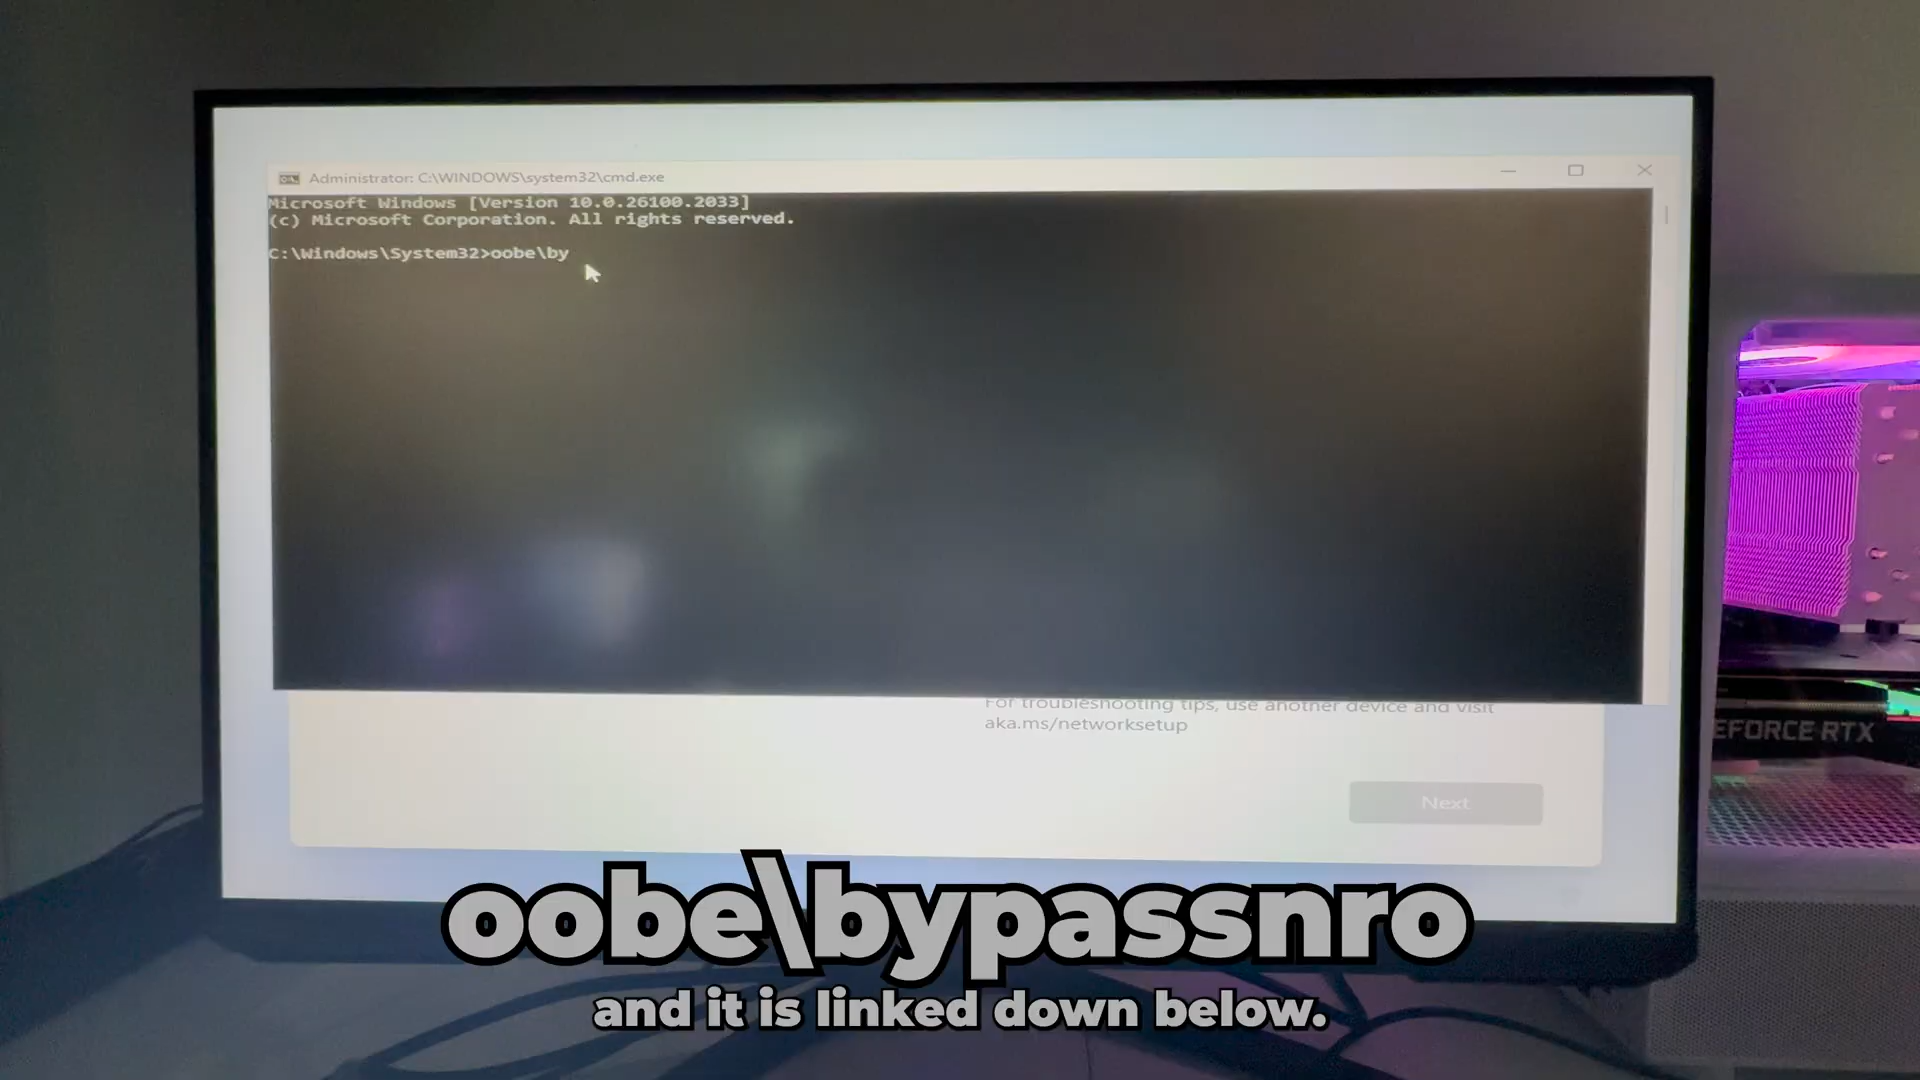 Administrator: C:\WINDOWS\system32\cmd.exe
Microsoft Windows [Version 10.0.26100.2033]
(c) Microsoft Corporation. All rights reserved.
C:\Windows\System32>oobe\by
For troubleshooting tips, use another device and visit
aka.ms/networksetup
Next
EFORCE RTX
oobe\bypassnro
and it is linked down below.